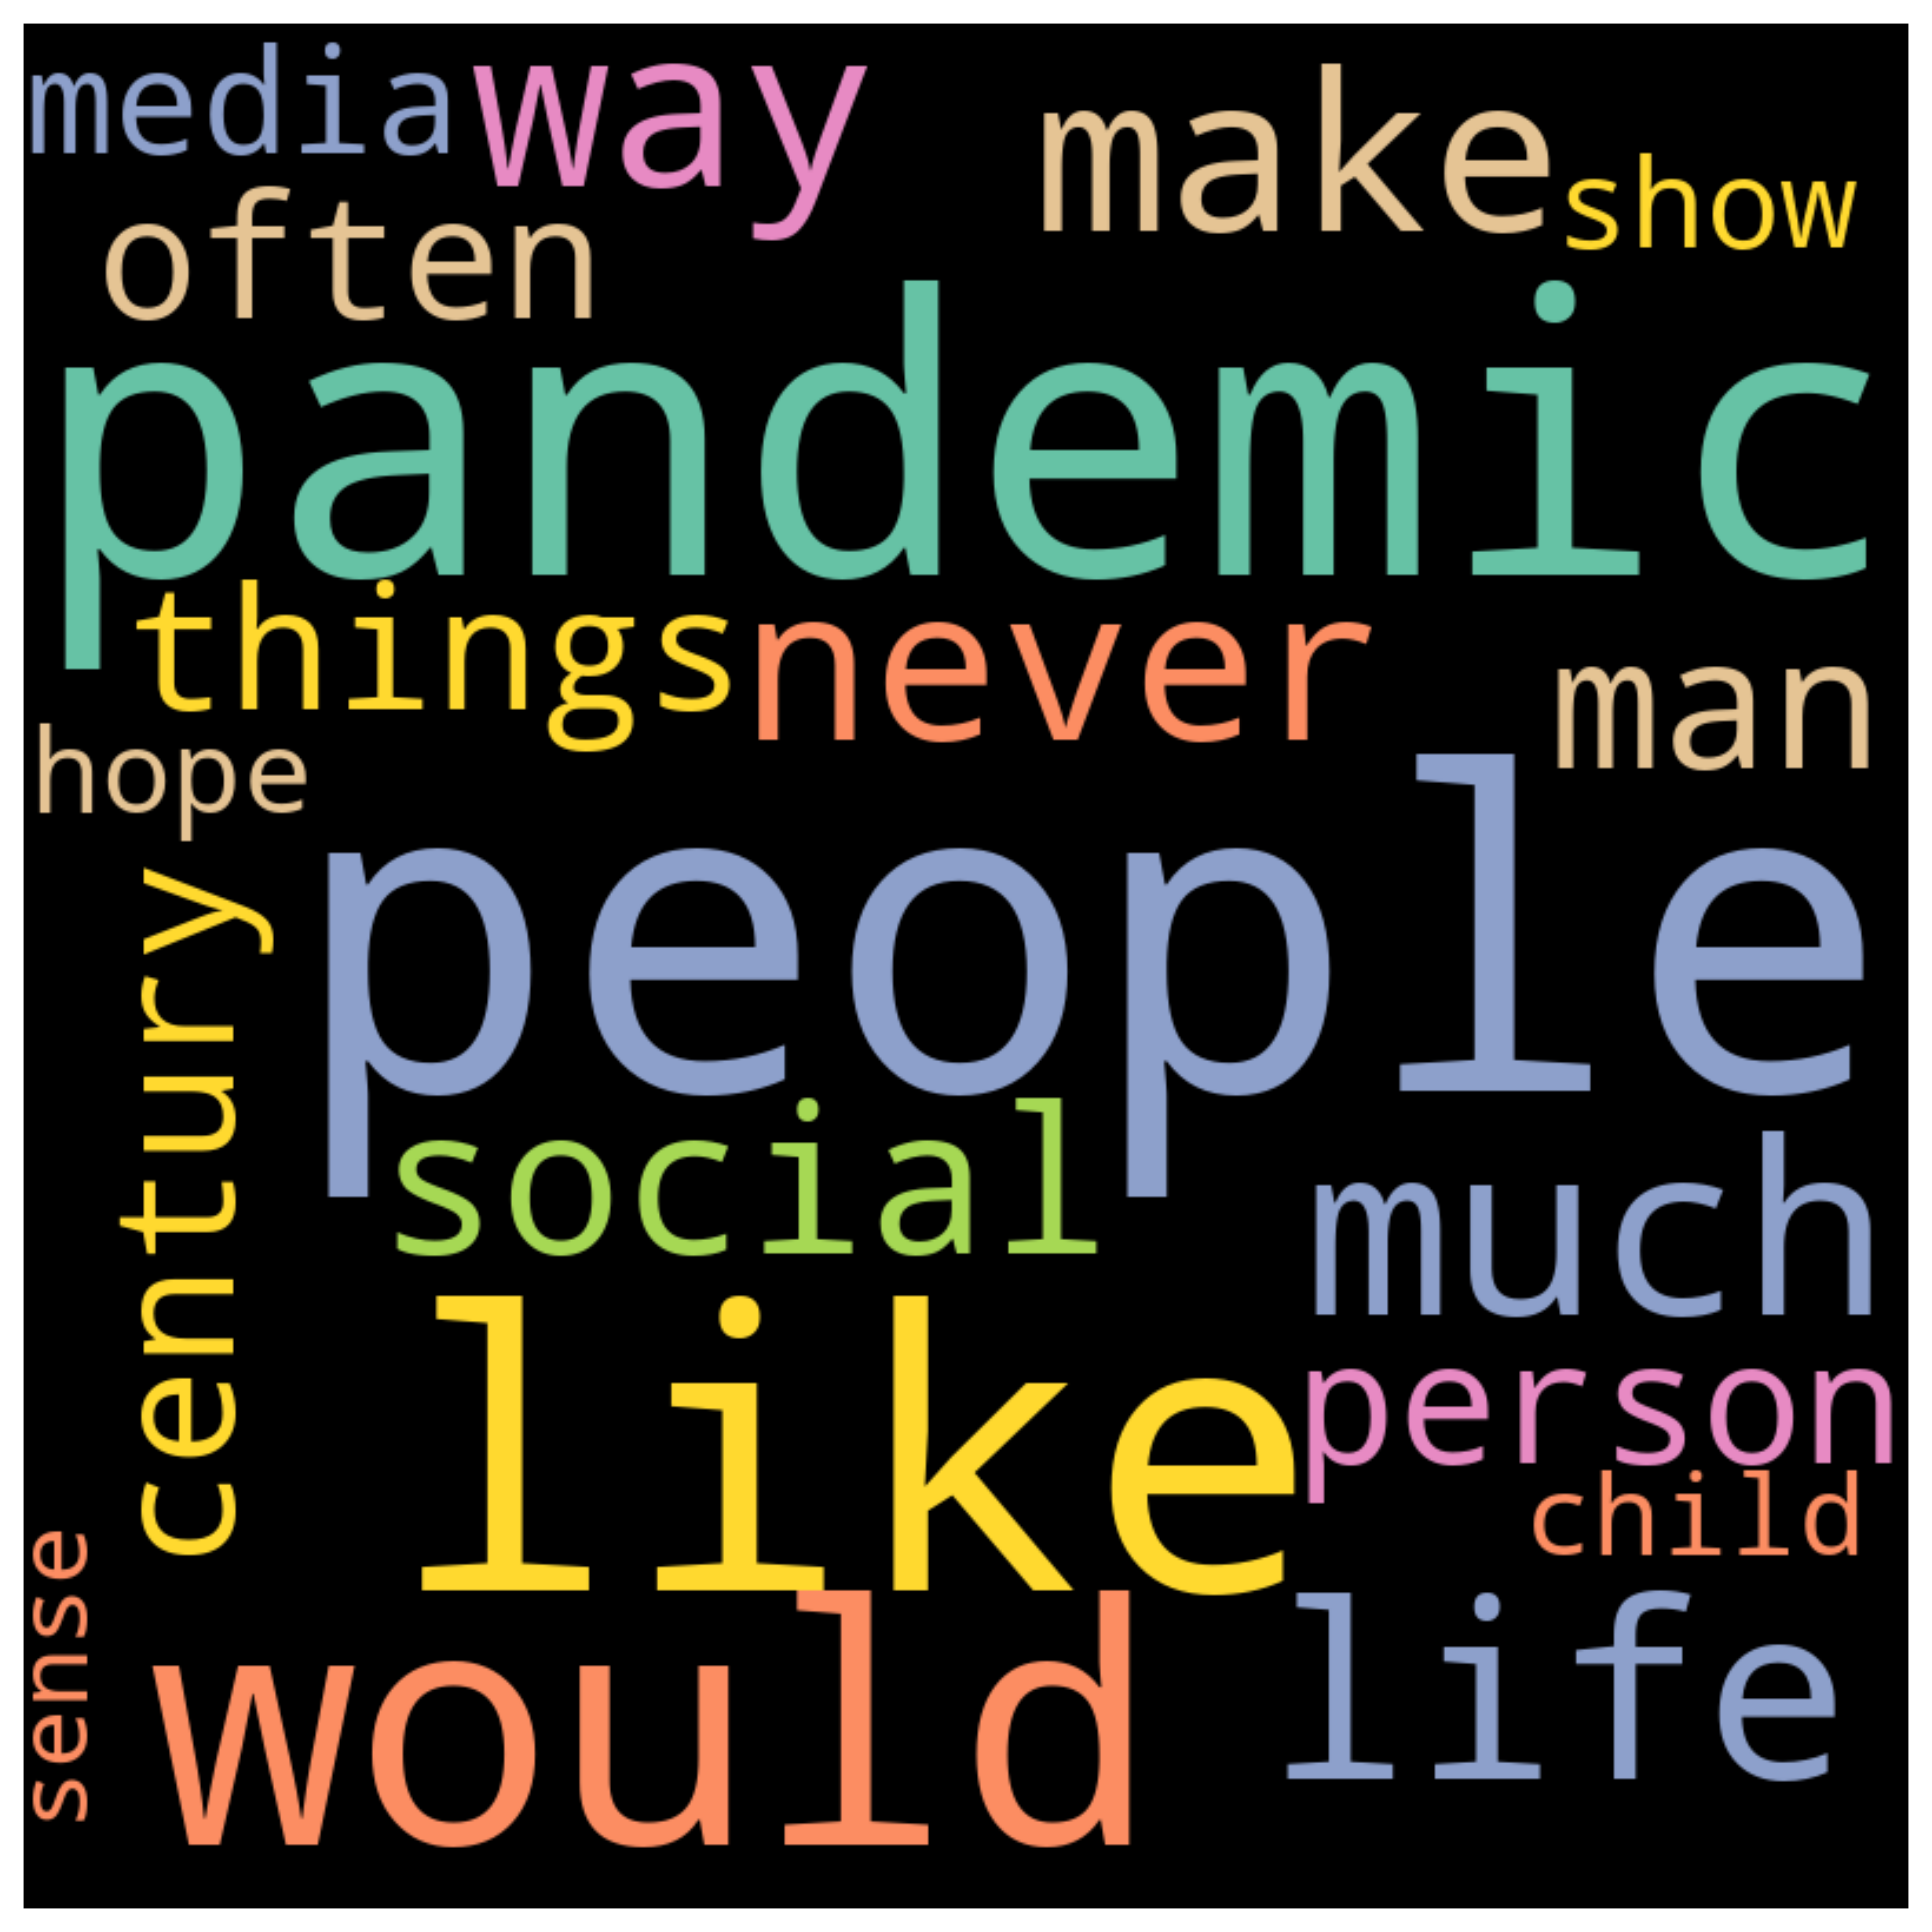 media way make show
often
pandemic
things never man
hope
people
century
social much
like person
child
sense would life